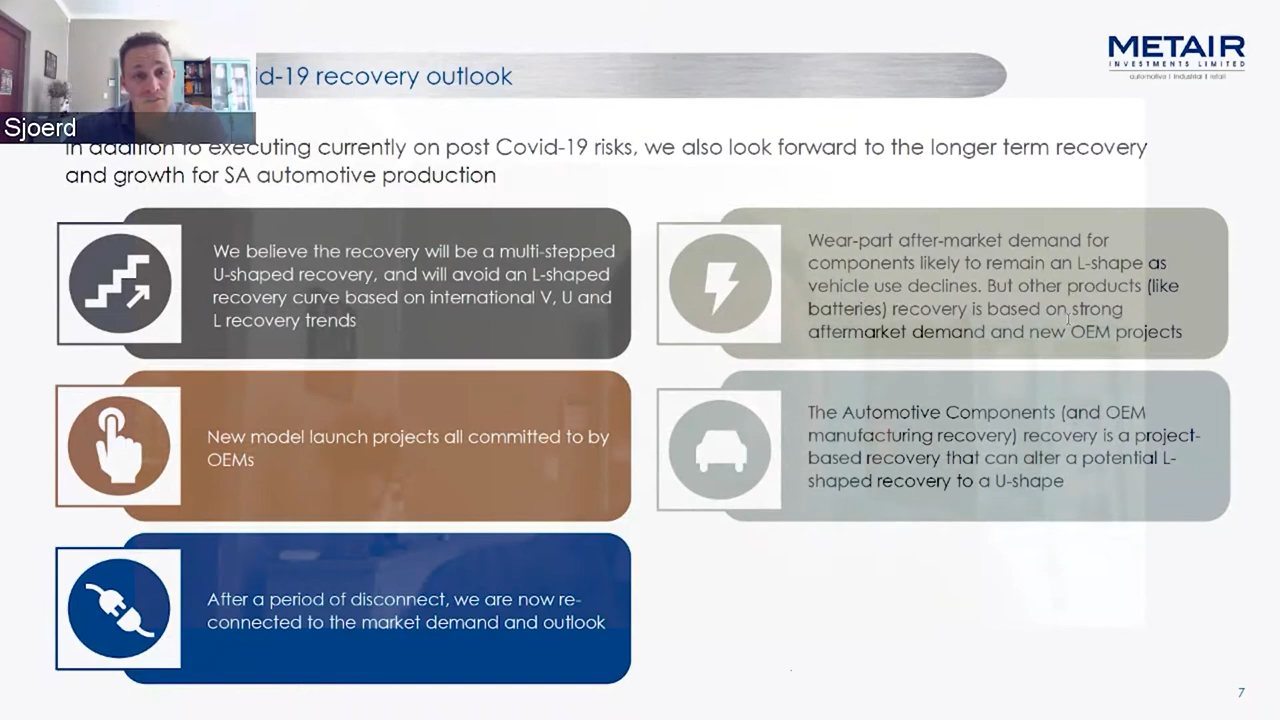 METAIR
INVESTMENTS LIMITED
automotive | industrial | retail
id-19 recovery outlook
Sjoerd
In addition to executing currently on post Covid-19 risks, we also look forward to the longer term recovery
and growth for SA automotive production
We believe the recovery will be a multi-stepped
U-shaped recovery, and will avoid an L-shaped
recovery curve based on international V, U and
L recovery trends
New model launch projects all committed to by
OEMs
After a period of disconnect, we are now re-
connected to the market demand and outlook
Wear-part after-market demand for
components likely to remain an L-shape as
vehicle use declines. But other products (like
batteries) recovery is based on strong
aftermarket demand and new OEM projects
The Automotive Components (and OEM
manufacturing recovery) recovery is a project-
based recovery that can alter a potential L-
shaped recovery to a U-shape
7